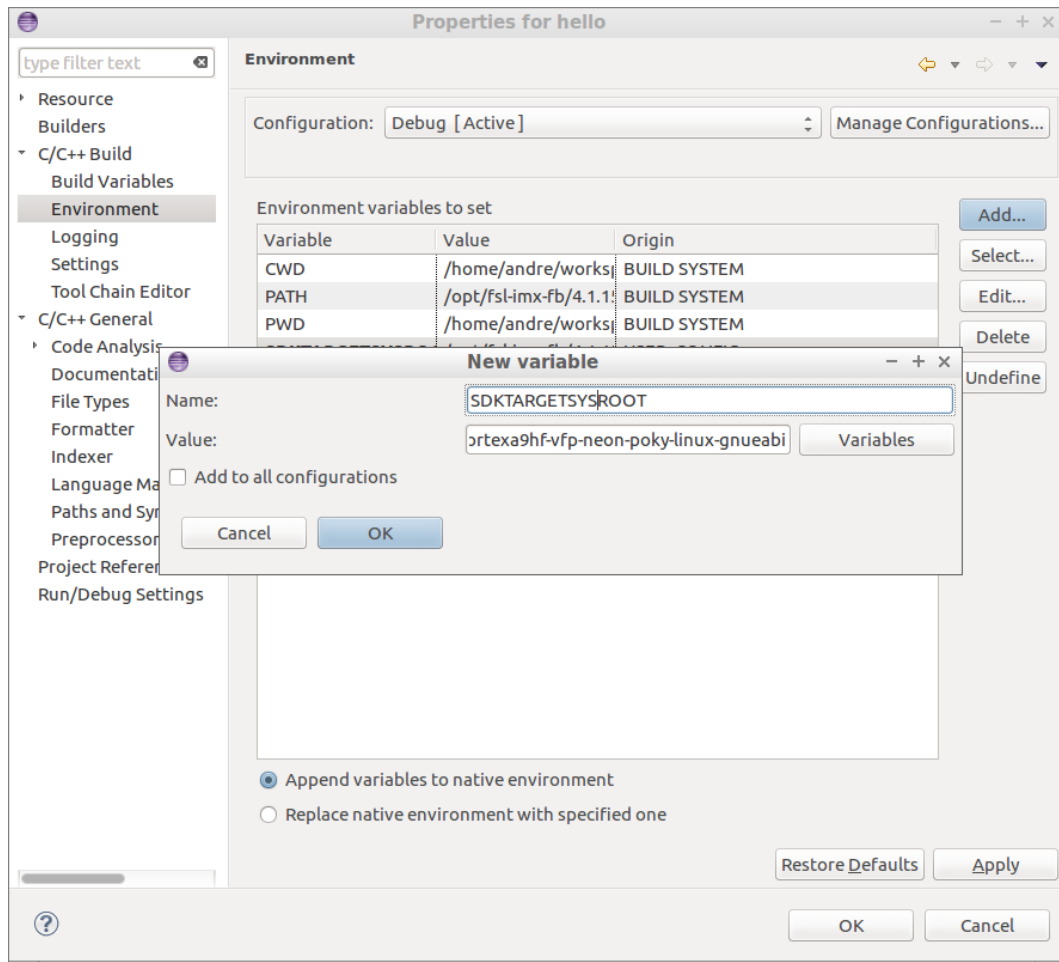 Properties for hello
type filter text
Environment
Resource
Builders
C/C++ Build
Build Variables
Environment
Logging
Settings
Tool Chain Editor
C/C++ General
Code Analysis
Documentati
File Types
Formatter
Indexer
Language Ma
Paths and Syr
Preprocessor
Project Referer
Run/Debug Settings
Configuration: Debug [Active] Manage Configurations...
Environment variables to set
Variable Value Origin
CWD /home/andre/works BUILD SYSTEM
PATH /opt/fsl-imx-fb/4.1.1 BUILD SYSTEM
PWD /home/andre/works BUILD SYSTEM
Add...
Select...
Edit...
Delete
Undefine
New variable
Name: SDKTARGETSYSROOT
Value: ortexa9hf-vfp-neon-poky-linux-gnueabi Variables
Add to all configurations
Cancel OK
Append variables to native environment
Replace native environment with specified one
Restore Defaults Apply
OK Cancel